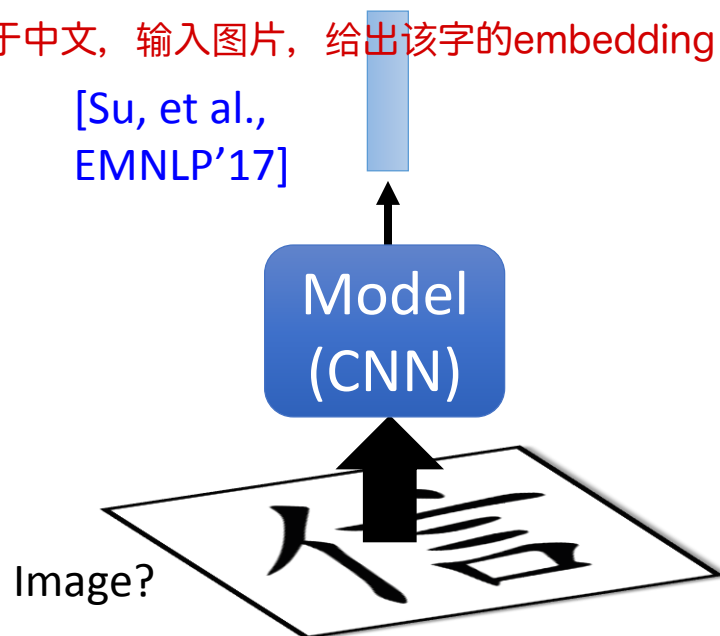 于中文，输入图片，给出该字的embedding
[Su, et al.,
EMNLP’17]
Model
(CNN)
信
Image?